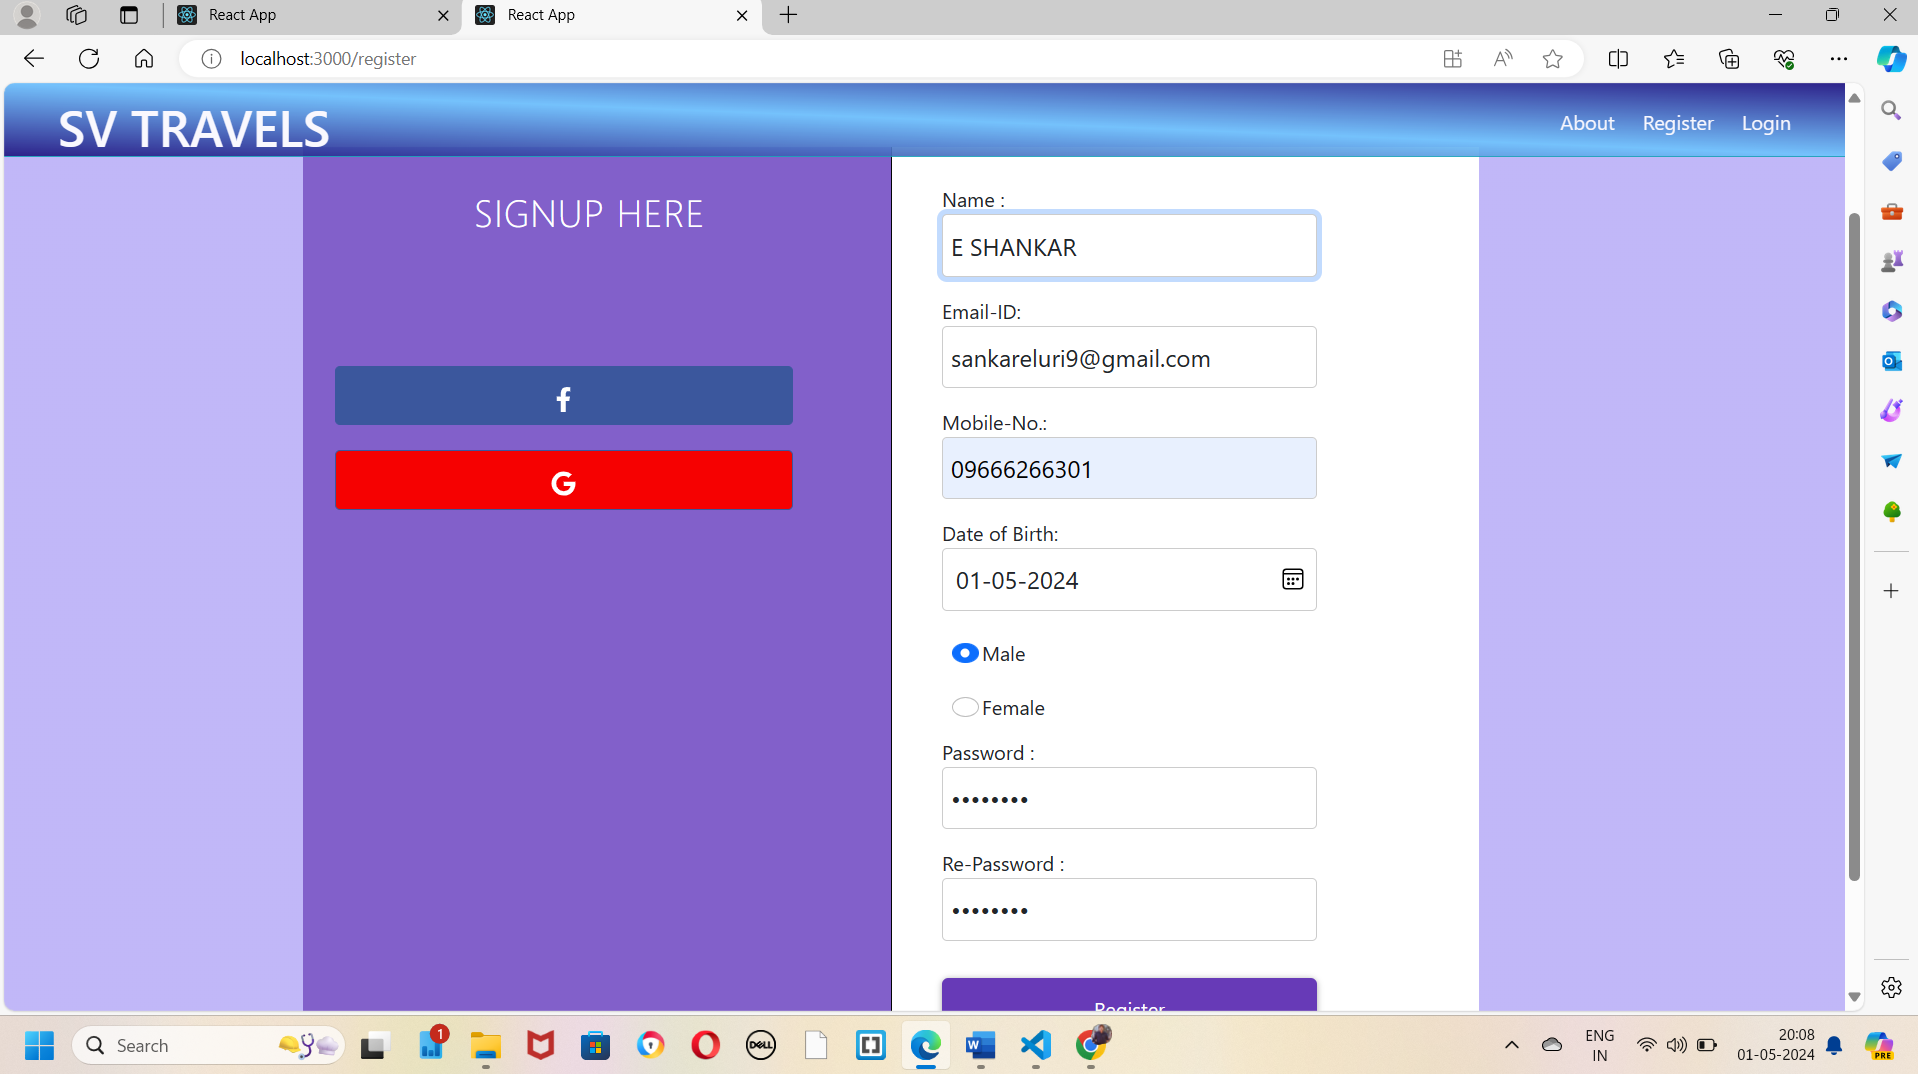 React App
React App
localhost:3000/register
SV TRAVELS
About Register Login
SIGNUP HERE
Name :
E SHANKAR
Email-ID:
sankareluri9@gmail.com
Mobile-No.:
09666266301
Date of Birth:
01-05-2024
Male
Female
Password :
••••••••
Re-Password :
••••••••
Register
Search
1
DELL
W
ENG
IN
20:08
01-05-2024
PRE